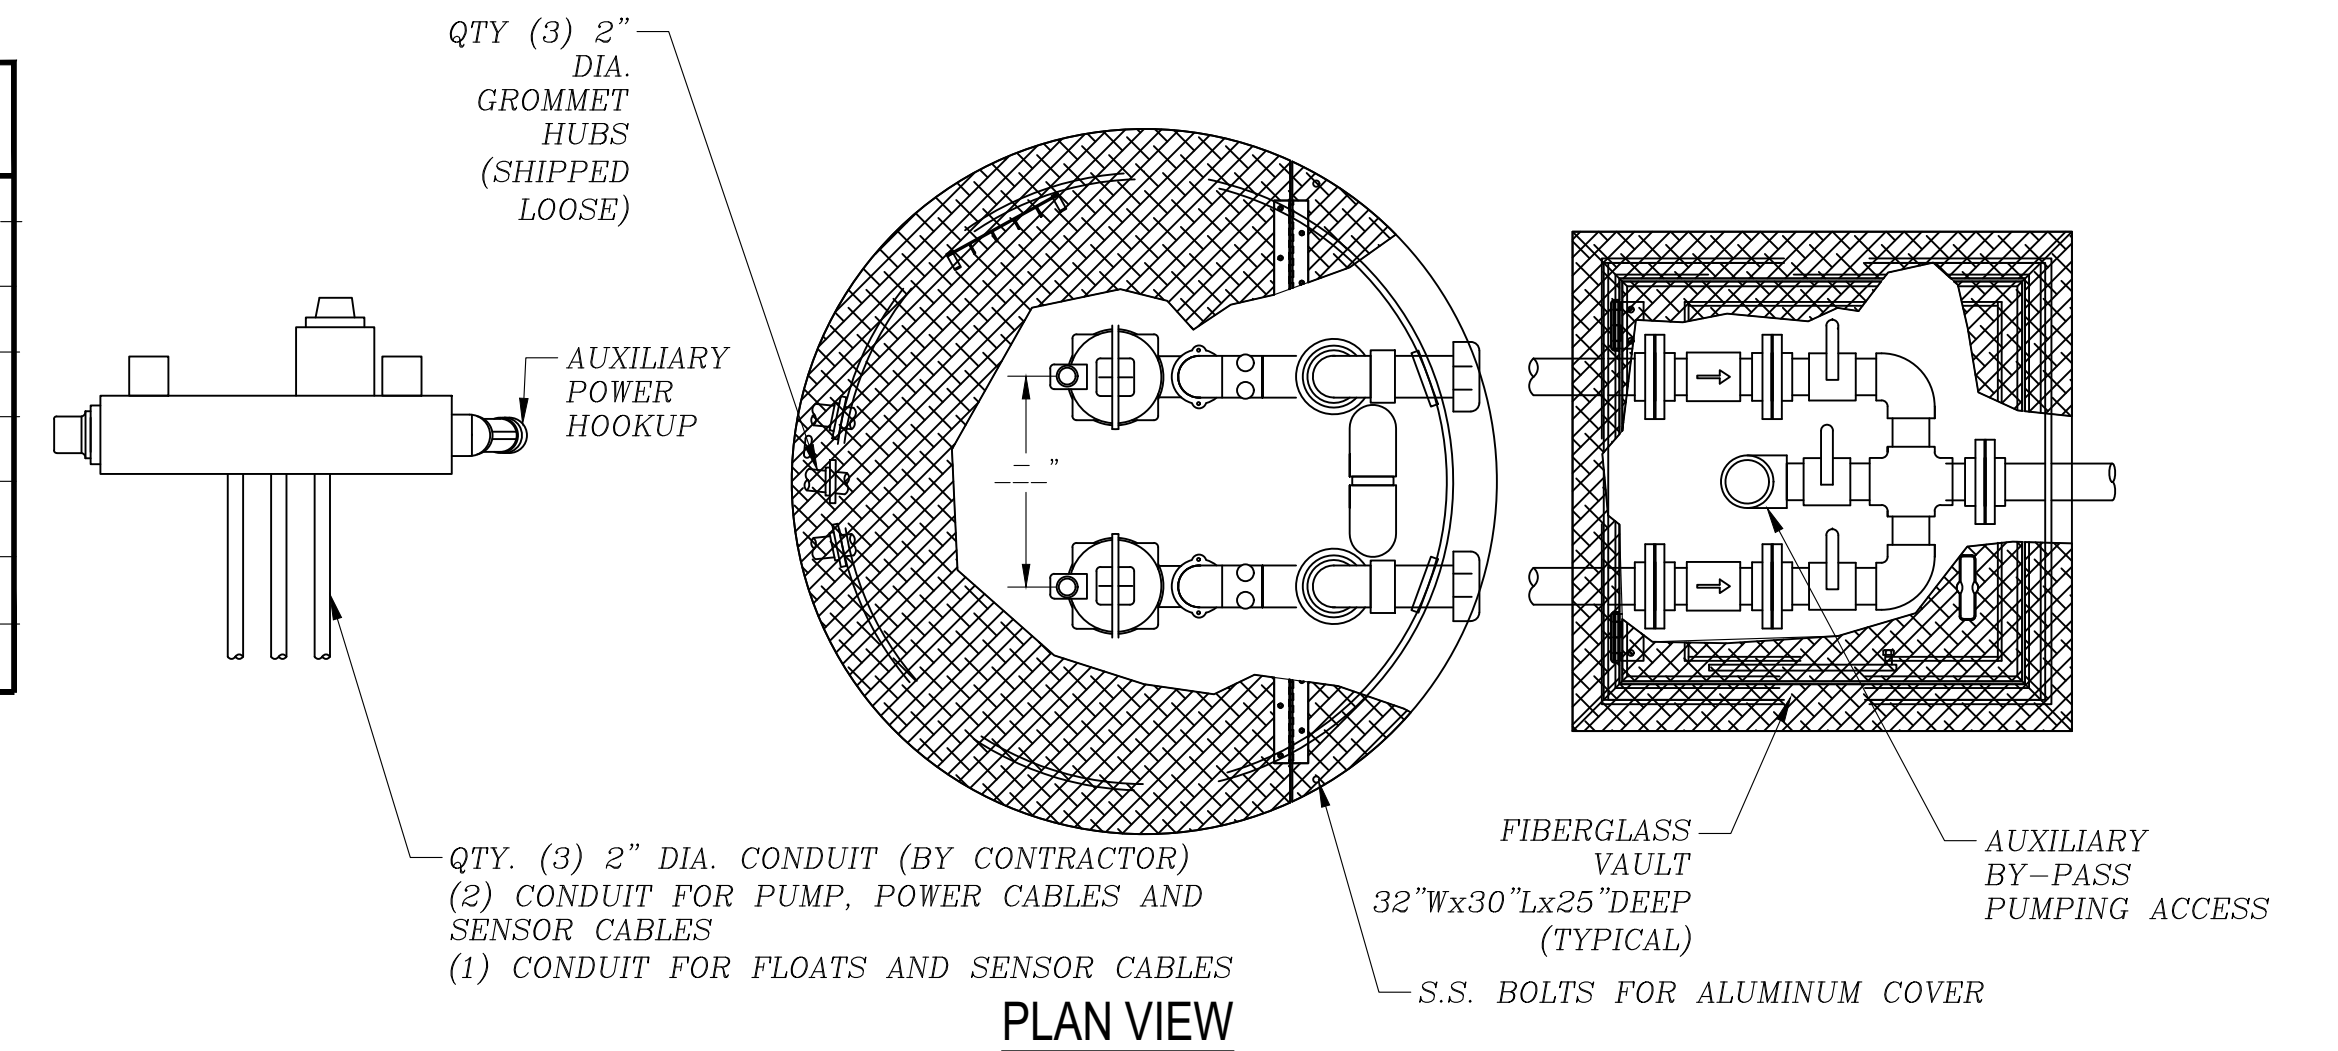 QTY (3) 2"
DIA.
GROMMET
HUBS
(SHIPPED
LOOSE)
AUXILIARY
POWER
HOOKUP
QTY. (3) 2" DIA. CONDUIT (BY CONTRACTOR)
(2) CONDUIT FOR PUMP, POWER CABLES AND
SENSOR CABLES
(1) CONDUIT FOR FLOATS AND SENSOR CABLES
FIBERGLASS
VAULT
32"Wx30"Lx25"DEEP
(TYPICAL)
AUXILIARY
BY-PASS
PUMPING ACCESS
S.S. BOLTS FOR ALUMINUM COVER
PLAN VIEW